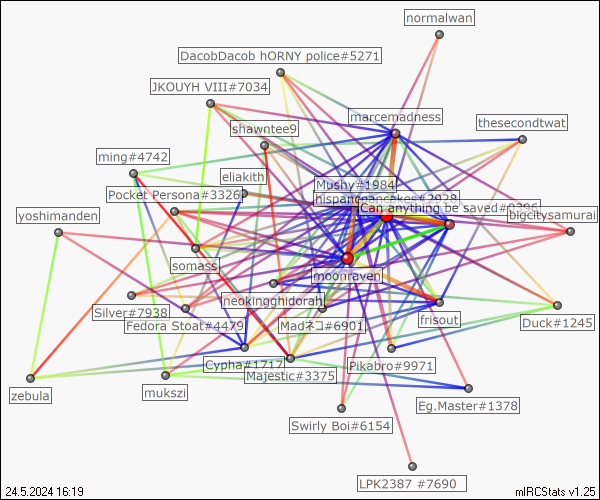 normalwan
DacobDacob hORNY police#5271
JKOUYH VIII#7034
marcemadness
thesecondtwat
shawntee9
ming#4742
eliakith
Mushy#1984
Pocket Persona#3326
hispanicpancakes#2928
Can anything be saved#0396
yoshimanden
bigcitysamurai
somass
moonraven
neokingghidorah
Silver#7938
Fedora Stoat#4479
Madネコ#6901
frisout
Duck#1245
Cypha#1717
Majestic#3375
Pikabro#9971
zebula
mukszi
Eg.Master#1378
Swirly Boi#6154
LPK2387 #7690
24.5.2024 16:19
mIRCStats v1.25